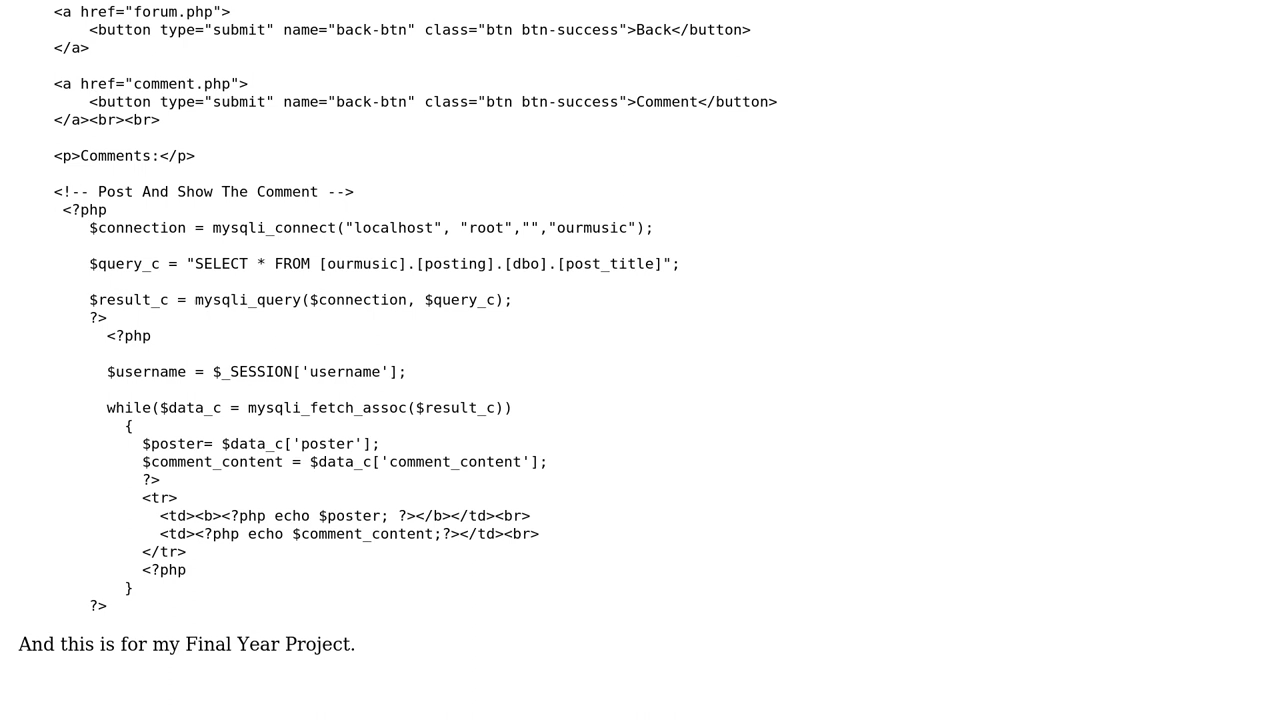 <a href="forum.php">
<button type="submit" name="back-btn" class="btn btn-success">Back</button>
</a>
<a href="comment.php">
<button type="submit" name="back-btn" class="btn btn-success">Comment</button>
</a><br><br>
<p>Comments:</p>
<!-- Post And Show The Comment -->
<?php
$connection = mysqli_connect("localhost", "root","","ourmusic");
$query_c = "SELECT * FROM [ourmusic].[posting].[dbo].[post_title]";
$result_c = mysqli_query($connection, $query_c);
?>
<?php
$username = $_SESSION['username'];
while($data_c = mysqli_fetch_assoc($result_c))
{
$poster= $data_c['poster'];
$comment_content = $data_c['comment_content'];
?>
<tr>
<td><b><?php echo $poster; ?></b></td><br>
<td><?php echo $comment_content;?></td><br>
</tr>
<?php
}
?>
And this is for my Final Year Project.